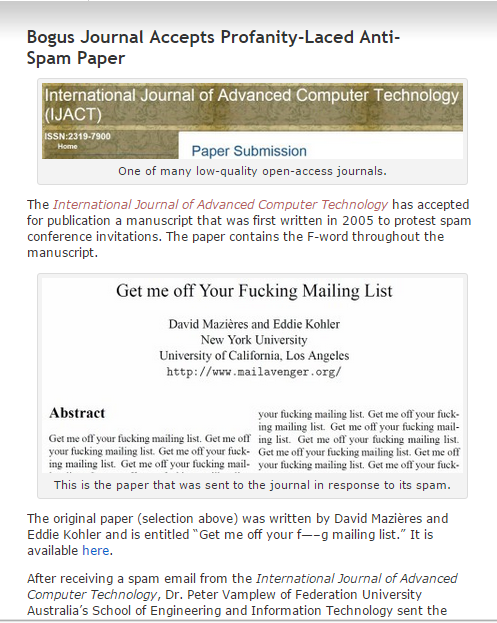 Bogus Journal Accepts Profanity-Laced Anti-
Spam Paper
International Journal of Advanced Computer Technology
(IJACT)
ISSN:2319-7900
Home
Paper Submission
One of many low-quality open-access journals.
The International Journal of Advanced Computer Technology has accepted
for publication a manuscript that was first written in 2005 to protest spam
conference invitations. The paper contains the F-word throughout the
manuscript.
Get me off Your Fucking Mailing List
David Mazières and Eddie Kohler
New York University
University of California, Los Angeles
http://www.mailavenger.org/
Abstract
Get me off your fucking mailing list. Get me off
your fucking mailing list. Get me off your fuck-
ing mailing list. Get me off your fucking mail-
your fucking mailing list. Get me off your fuck-
ing mailing list. Get me off your fucking mail-
ing list. Get me off your fucking mailing list.
Get me off your fucking mailing list. Get me off
your fucking mailing list. Get me off your fuck-
This is the paper that was sent to the journal in response to its spam.
The original paper (selection above) was written by David Mazières and
Eddie Kohler and is entitled “Get me off your f—–g mailing list.” It is
available here.
After receiving a spam email from the International Journal of Advanced
Computer Technology, Dr. Peter Vamplew of Federation University
Australia’s School of Engineering and Information Technology sent the